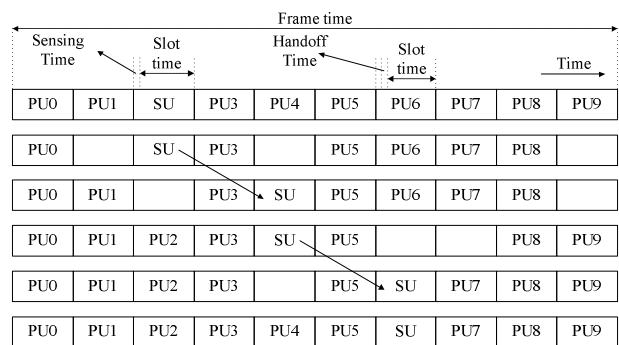 Frame time
Sensing Time
Slot time
Handoff Time
Slot time
Time
PU0 PU1 SU PU3 PU4 PU5 PU6 PU7 PU8 PU9
PU0 SU PU3 PU5 PU6 PU7 PU8
PU0 PU1 PU3 SU PU5 PU6 PU7 PU8
PU0 PU1 PU2 PU3 SU PU5 PU8 PU9
PU0 PU1 PU2 PU3 PU5 SU PU7 PU8 PU9
PU0 PU1 PU2 PU3 PU4 PU5 SU PU7 PU8 PU9